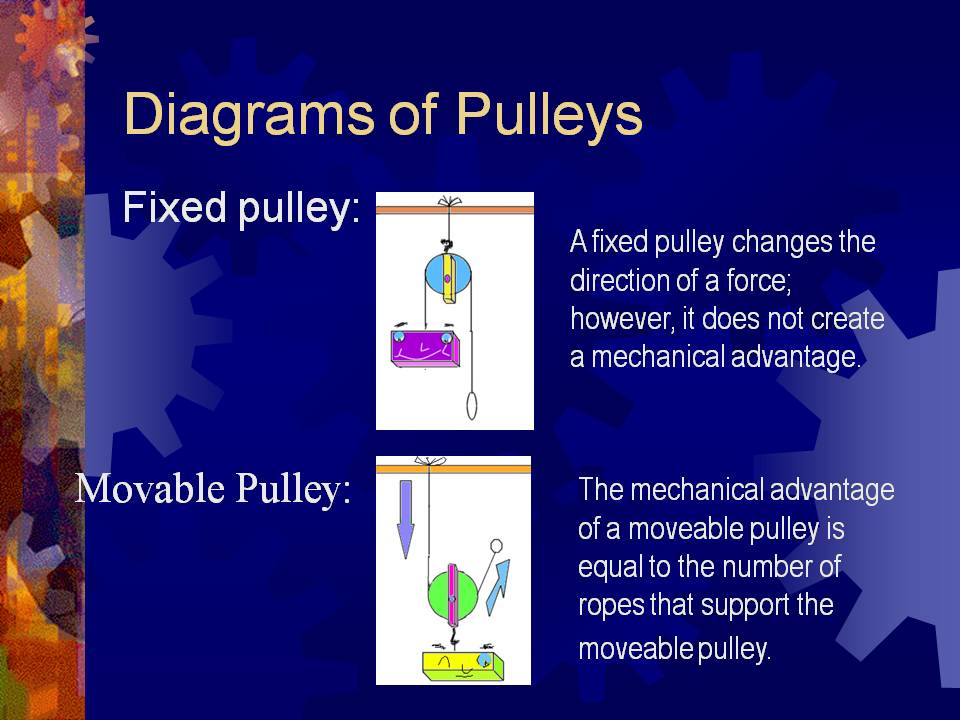 Diagrams of Pulleys
Fixed pulley:
A fixed pulley changes the
direction of a force;
however, it does not create
a mechanical advantage.
Movable Pulley:
The mechanical advantage
of a moveable pulley is
equal to the number of
ropes that support the
moveable pulley.